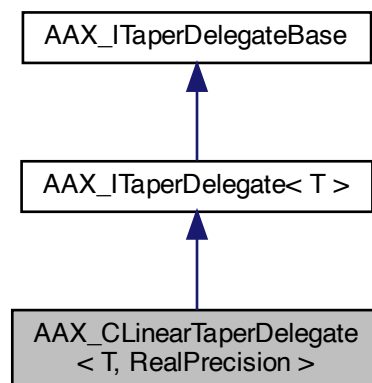 AAX_ITaperDelegateBase
AAX_ITaperDelegate< T >
AAX_CLinearTaperDelegate
< T, RealPrecision >